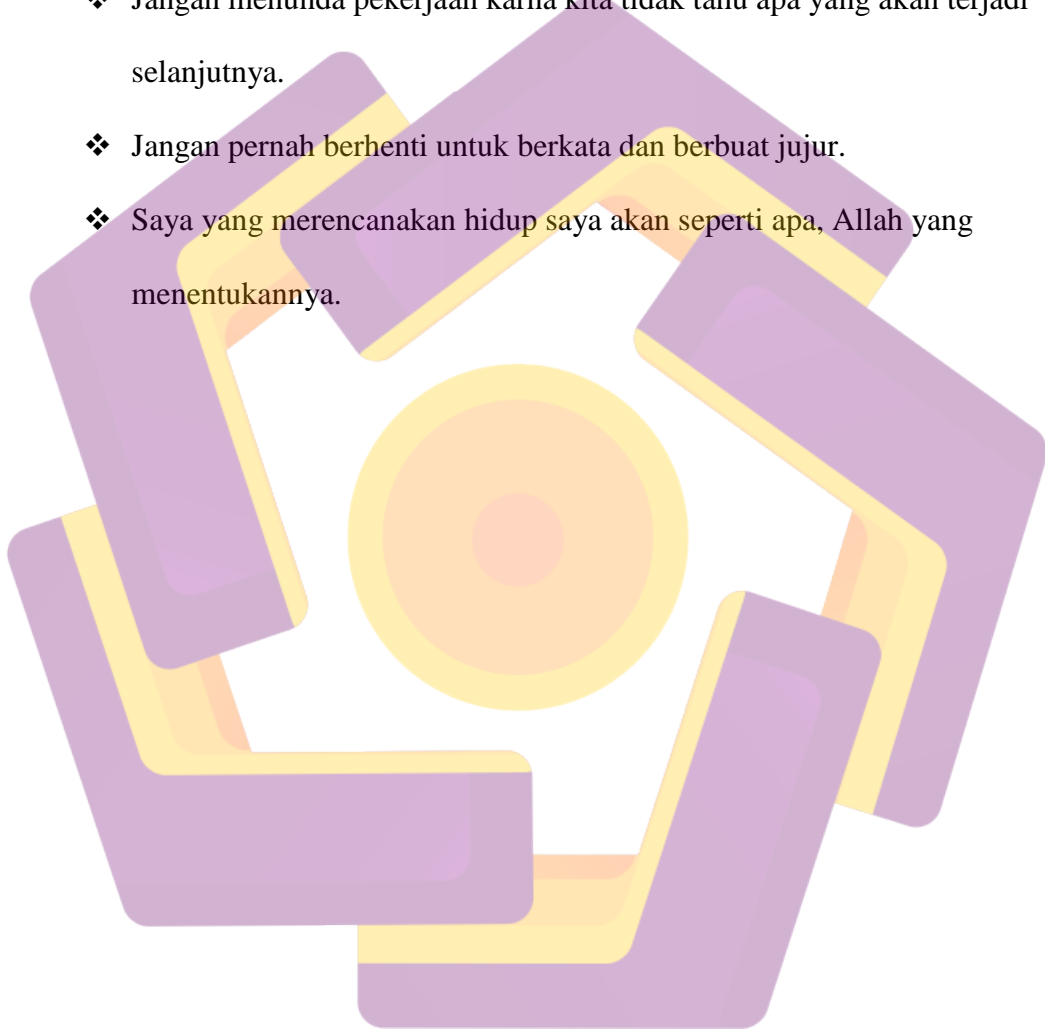 ❖ Jangan menunda pekerjaan karna kita tidak tahu apa yang akan terjadi
selanjutnya.
❖ Jangan pernah berhenti untuk berkata dan berbuat jujur.
❖ Saya yang merencanakan hidup saya akan seperti apa, Allah yang
menentukannya.